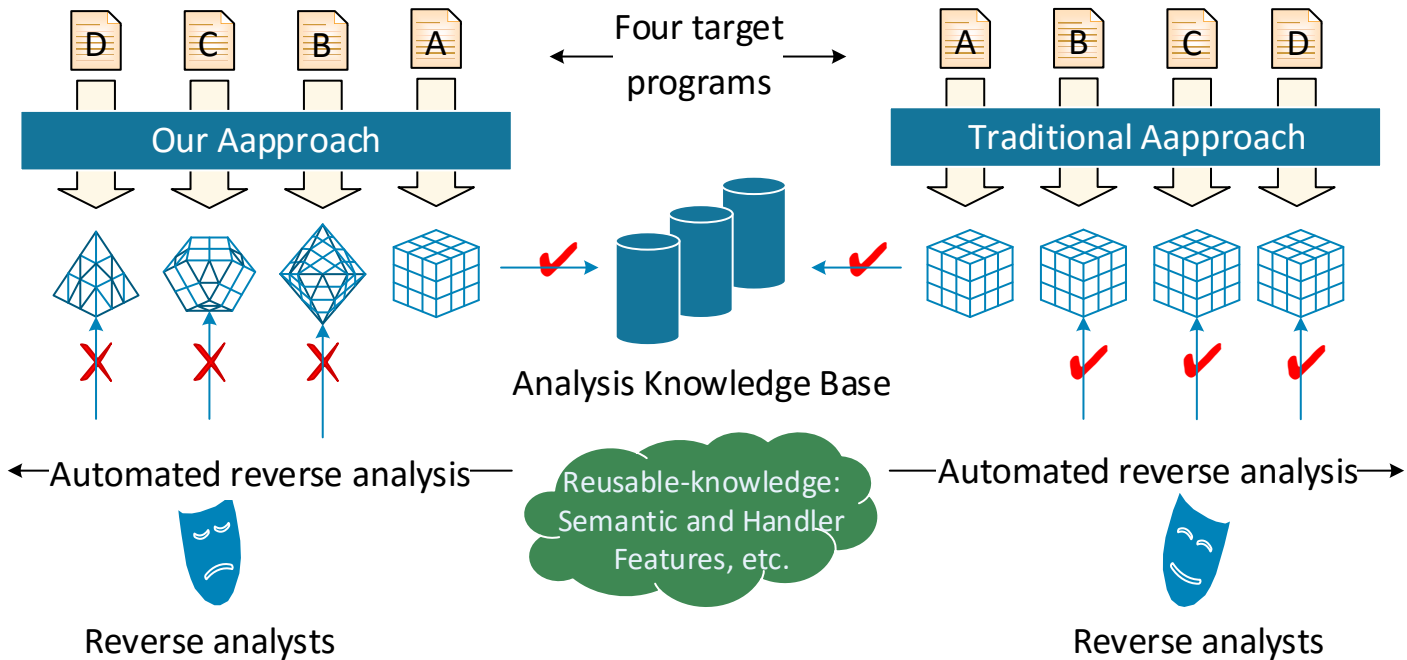 D C B A
Four target
programs
A B C D
Our Aapproach
Traditional Aapproach
Analysis Knowledge Base
Automated reverse analysis
Reusable-knowledge:
Semantic and Handler
Features, etc.
Automated reverse analysis
Reverse analysts
Reverse analysts